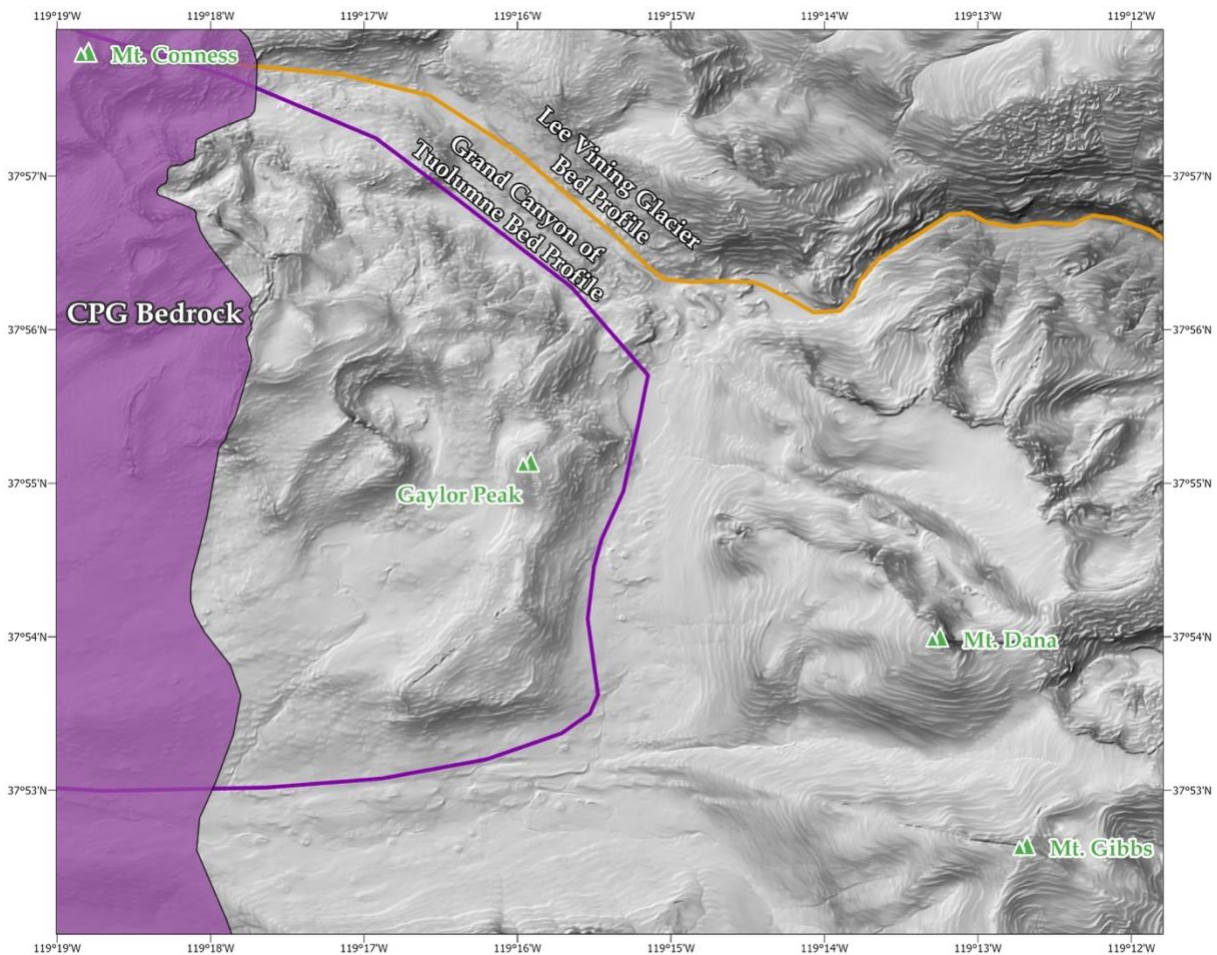 119°19'W 119°18'W 119°17'W 119°16'W 119°15'W 119°14'W 119°13'W 119°12'W
Mt. Conness
Lee Vining Glacier
Bed Profile
Grand Canyon of
Tuolumne Bed Profile
37°57'N 37°57'N
CPG Bedrock
37°56'N 37°56'N
37°55'N 37°55'N
Gaylor Peak
37°54'N 37°54'N
Mt. Dana
37°53'N 37°53'N
Mt. Gibbs
119°19'W 119°18'W 119°17'W 119°16'W 119°15'W 119°14'W 119°13'W 119°12'W